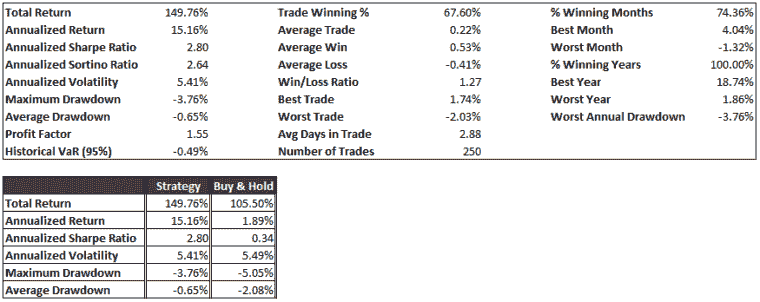 Total Return 149.76% Trade Winning % 67.60% % Winning Months 74.36%
Annualized Return 15.16% Average Trade 0.22% Best Month 4.04%
Annualized Sharpe Ratio 2.80 Average Win 0.53% Worst Month -1.32%
Annualized Sortino Ratio 2.64 Average Loss -0.41% % Winning Years 100.00%
Annualized Volatility 5.41% Win/Loss Ratio 1.27 Best Year 18.74%
Maximum Drawdown -3.76% Best Trade 1.74% Worst Year 1.86%
Average Drawdown -0.65% Worst Trade -2.03% Worst Annual Drawdown -3.76%
Profit Factor 1.55 Avg Days in Trade 2.88
Historical VaR (95%) -0.49% Number of Trades 250
Strategy Buy & Hold
Total Return 149.76% 105.50%
Annualized Return 15.16% 1.89%
Annualized Sharpe Ratio 2.80 0.34
Annualized Volatility 5.41% 5.49%
Maximum Drawdown -3.76% -5.05%
Average Drawdown -0.65% -2.08%